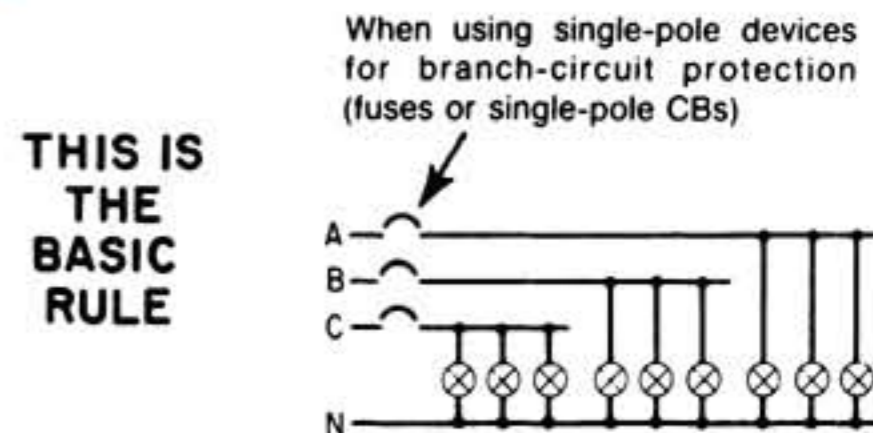 When using single-pole devices
for branch-circuit protection
(fuses or single-pole CBs)
THIS IS
THE
BASIC
RULE
A
B
C
N